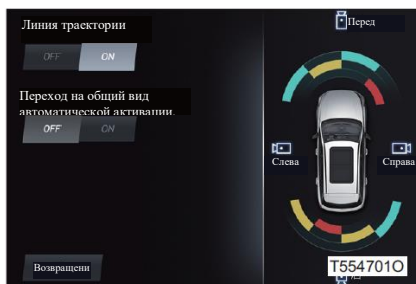 Линия траектории
OFF ON
Переход на общий вид
автоматической активации.
OFF ON
Возвращени
Перед
Слева
Справа
T554701O